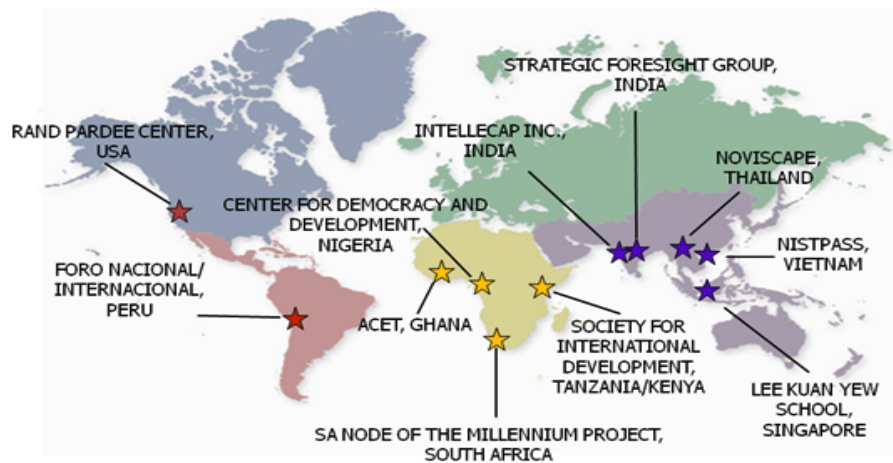 STRATEGIC FORESIGHT GROUP,
INDIA
RAND PARDEE CENTER,
USA
INTELLECAP INC.,
INDIA
NOVISCAPE,
THAILAND
CENTER FOR DEMOCRACY AND
DEVELOPMENT,
NIGERIA
NISTPASS,
VIETNAM
FORO NACIONAL/
INTERNACIONAL,
PERU
ACET, GHANA
SOCIETY FOR
INTERNATIONAL
DEVELOPMENT,
TANZANIA/KENYA
LEE KUAN YEW
SCHOOL,
SINGAPORE
SA NODE OF THE MILLENNIUM PROJECT,
SOUTH AFRICA